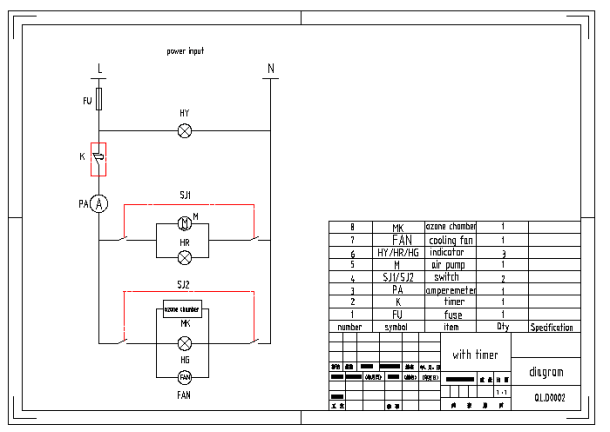 power input
L
N
FU
HY
K
PA
A
SJ1
M
M
HR
SJ2
ozone chamber
MK
HG
FAN
FAN
8 MK ozone chamber 1
7 FAN cooling fan 1
6 HY/HR/HG indicator 3
5 M air pump 1
4 SJ1/SJ2 switch 2
3 PA amperemeter 1
2 K timer 1
1 FU fuse 1
number symbol item Qty Specification
with timer
diagram
1:1
QL.D0002